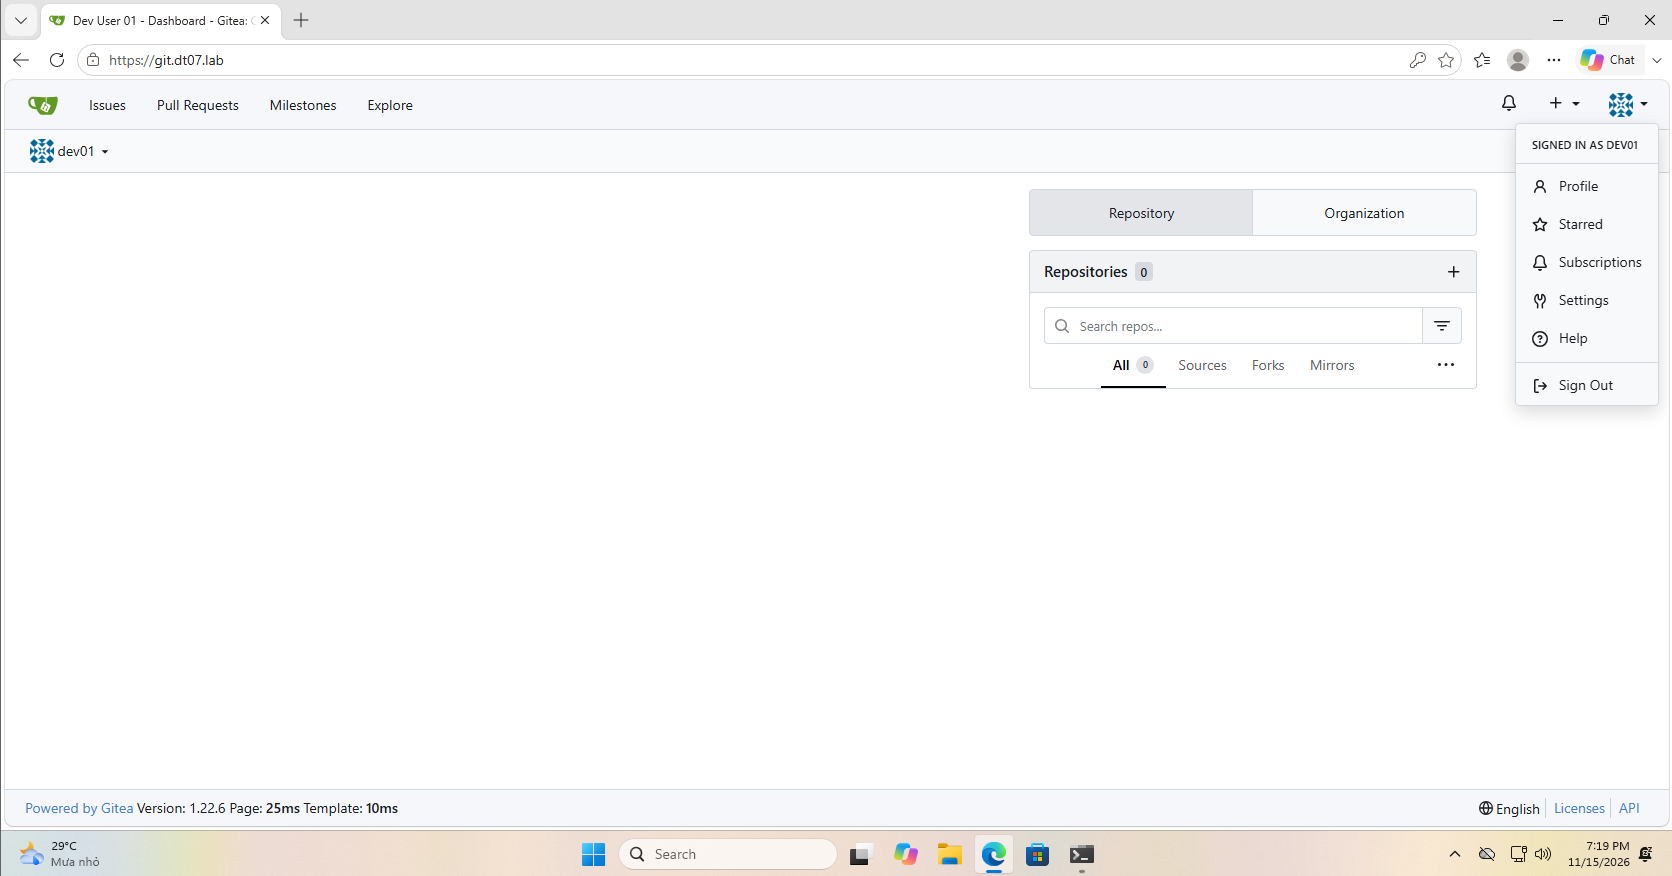 Dev User 01 - Dashboard - Gitea:
https://git.dt07.lab
Chat
Issues
Pull Requests
Milestones
Explore
dev01
SIGNED IN AS DEV01
Profile
Starred
Subscriptions
Settings
Help
Sign Out
Repository
Organization
Repositories 0
Search repos...
All 0
Sources
Forks
Mirrors
Powered by Gitea Version: 1.22.6 Page: 25ms Template: 10ms
English
Licenses
API
29°C
Mưa nhỏ
Search
7:19 PM
11/15/2026